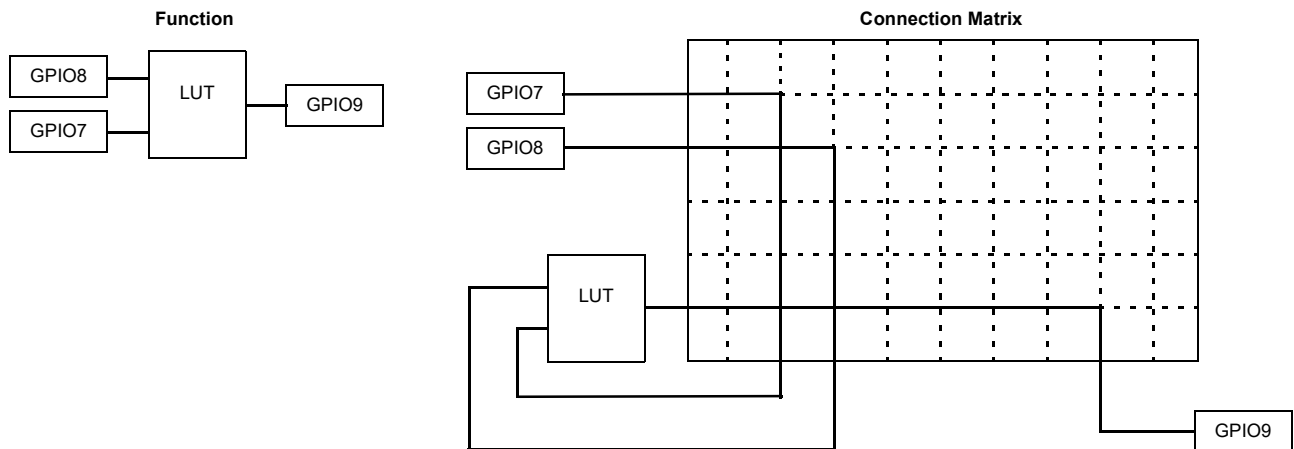 Function
GPIO8
GPIO7
LUT
GPIO9
Connection Matrix
GPIO7
GPIO8
LUT
GPIO9